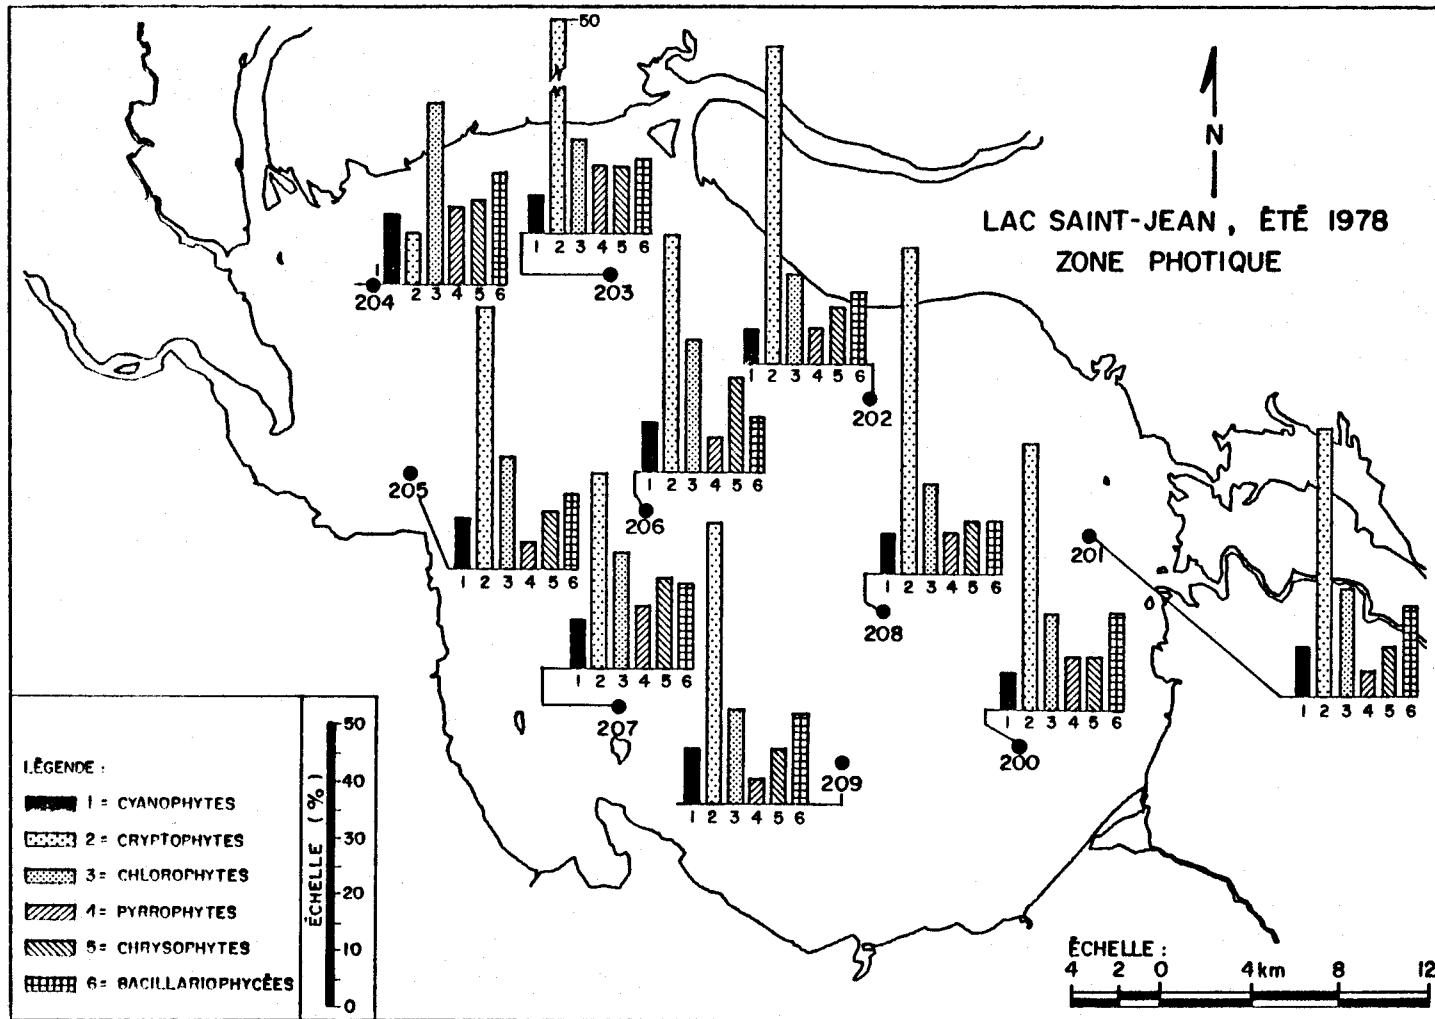 50
N
LAC SAINT-JEAN, ÉTÉ 1978
ZONE PHOTIQUE
1
2 3 4 5 6
204
1 2 3 4 5 6
203
1 2 3 4 5 6
202
1 2 3 4 5 6
205
1 2 3 4 5 6
206
1 2 3 4 5 6
208
201
1 2 3 4 5 6
1 2 3 4 5 6
207
1 2 3 4 5 6
200
1 2 3 4 5 6
209
LÉGENDE :
1 = CYANOPHYTES
2 = CRYPTOPHYTES
3 = CHLOROPHYTES
4 = PYRROPHYTES
5 = CHRYSOPHYTES
6 = BACILLARIOPHYCÉES
ÉCHELLE (%)
50
40
30
20
10
0
ÉCHELLE :
4 2 0 4 km 8 12